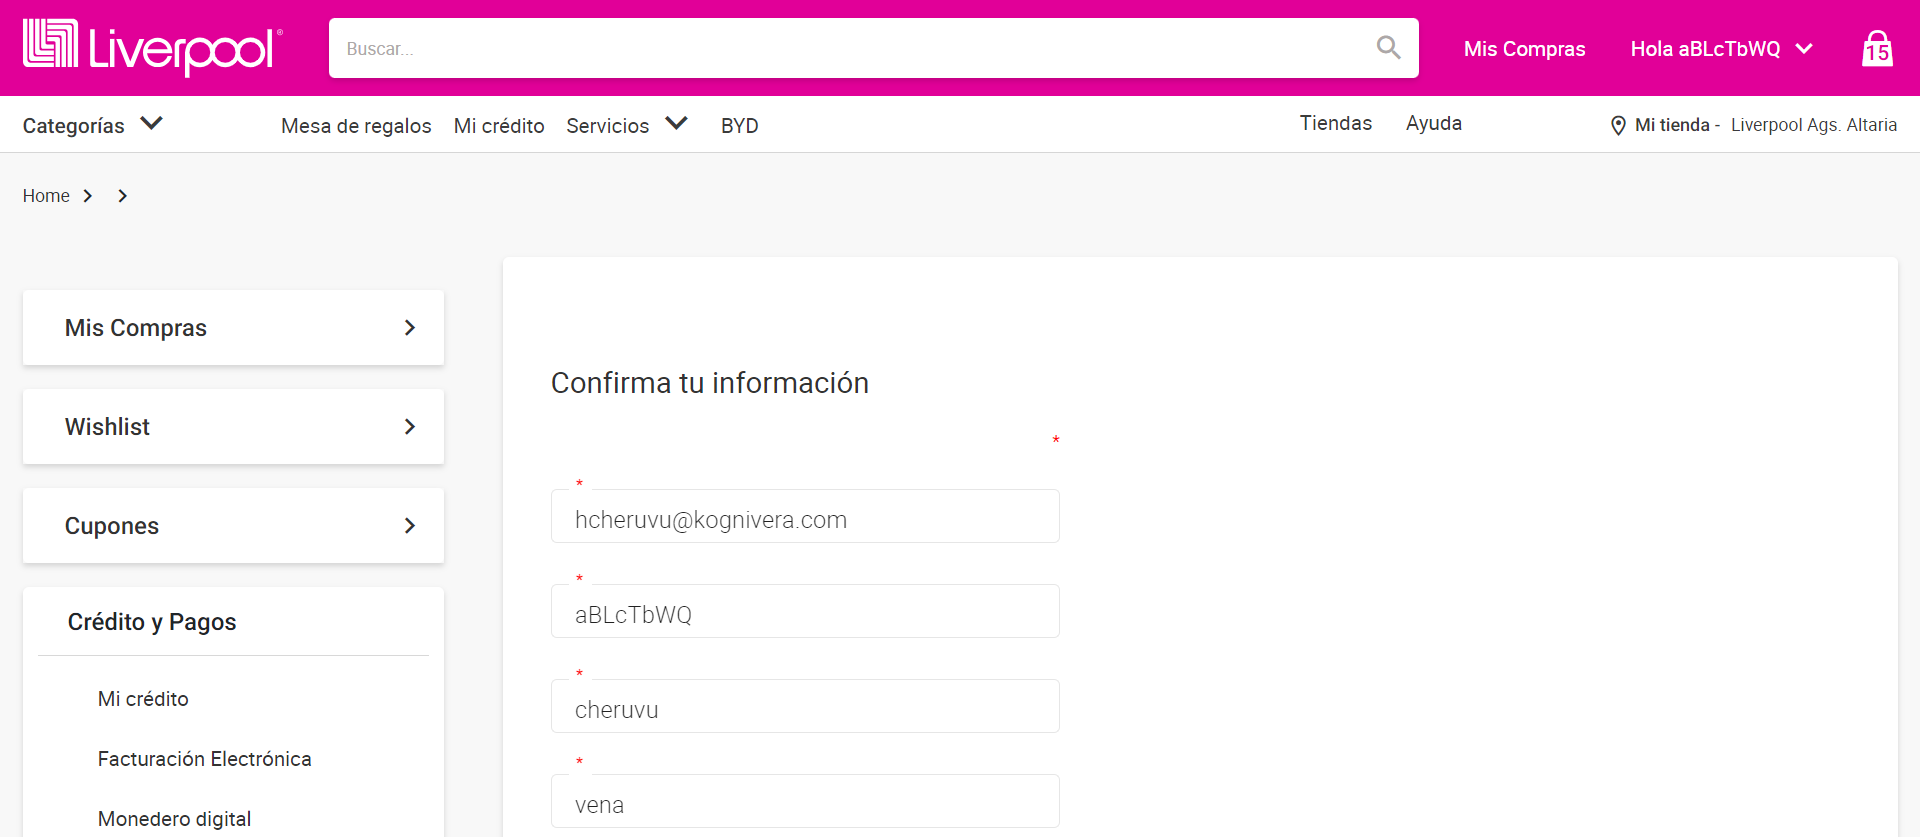 Liverpool®
Buscar...
Mis Compras
Hola aBLcTbWQ
15
Categorías
Mesa de regalos
Mi crédito
Servicios
BYD
Tiendas
Ayuda
Mi tienda - Liverpool Ags. Altaria
Home
Mis Compras
Wishlist
Cupones
Crédito y Pagos
Mi crédito
Facturación Electrónica
Monedero digital
Confirma tu información
*
*
hcheruvu@kognivera.com
*
aBLcTbWQ
*
cheruvu
*
vena